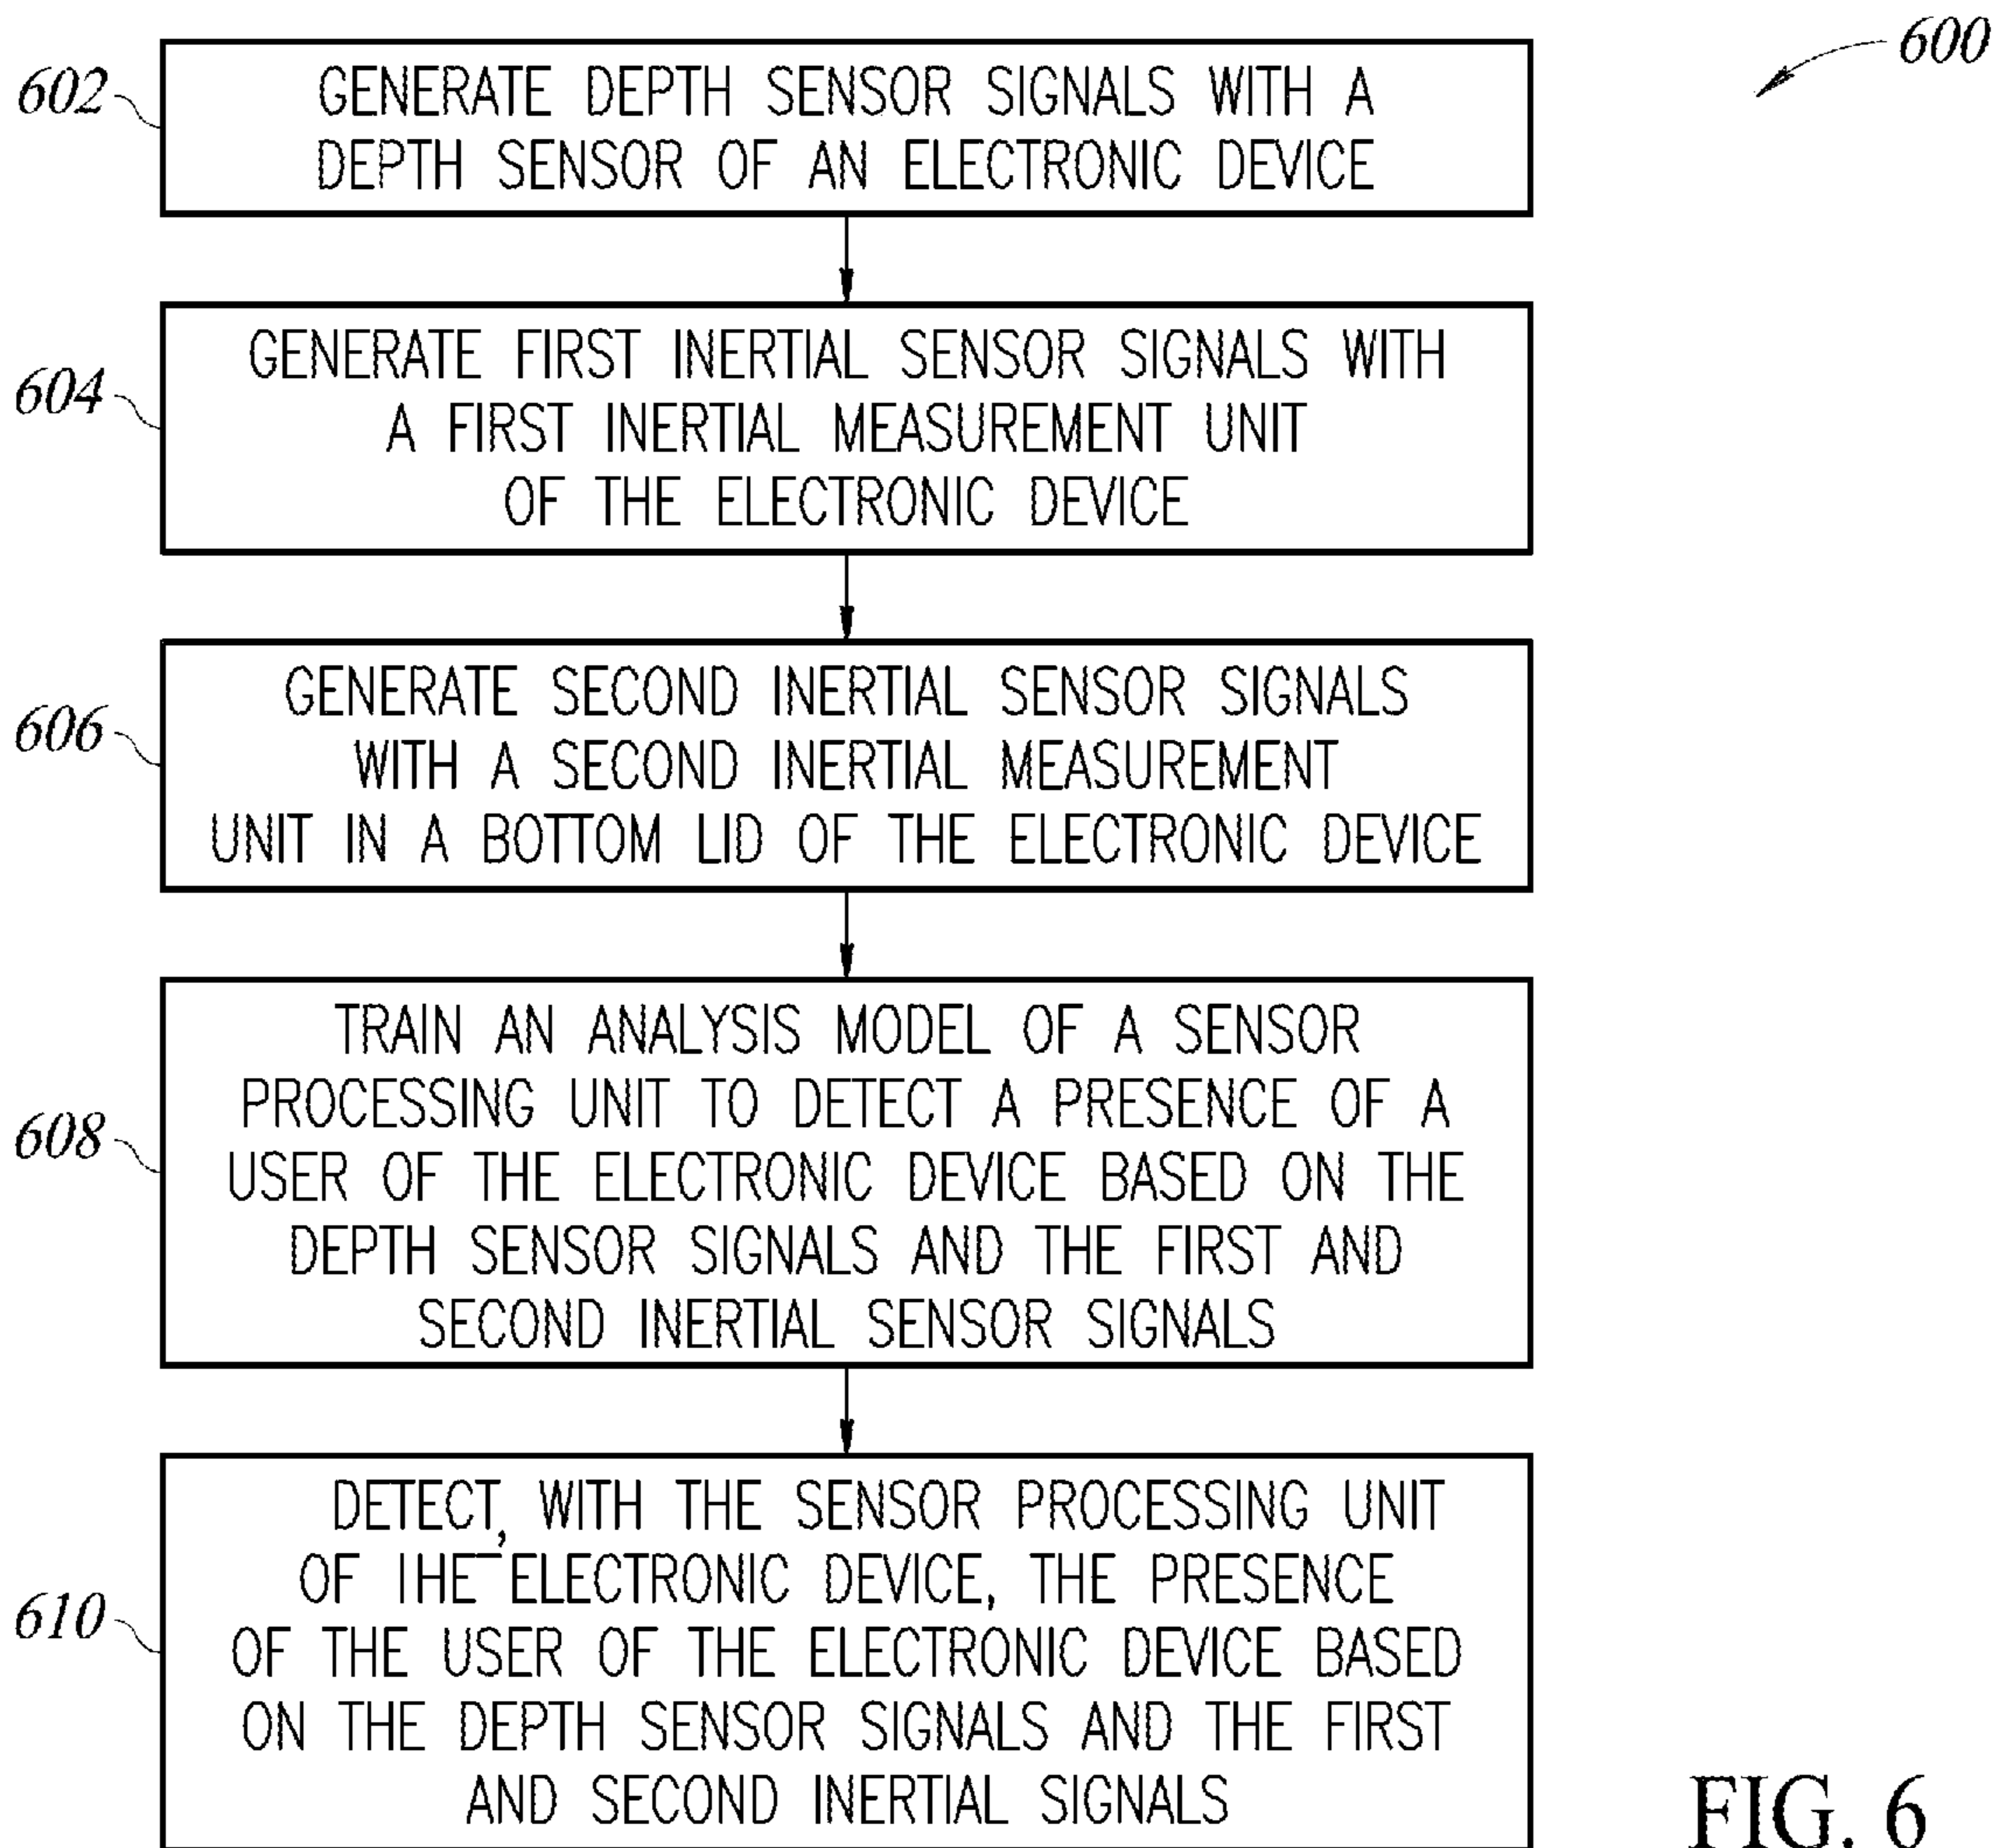 600
602
GENERATE DEPTH SENSOR SIGNALS WITH A
DEPTH SENSOR OF AN ELECTRONIC DEVICE
604
GENERATE FIRST INERTIAL SENSOR SIGNALS WITH
A FIRST INERTIAL MEASUREMENT UNIT
OF THE ELECTRONIC DEVICE
606
GENERATE SECOND INERTIAL SENSOR SIGNALS
WITH A SECOND INERTIAL MEASUREMENT
UNIT IN A BOTTOM LID OF THE ELECTRONIC DEVICE
608
TRAIN AN ANALYSIS MODEL OF A SENSOR
PROCESSING UNIT TO DETECT A PRESENCE OF A
USER OF THE ELECTRONIC DEVICE BASED ON THE
DEPTH SENSOR SIGNALS AND THE FIRST AND
SECOND INERTIAL SENSOR SIGNALS
610
DETECT, WITH THE SENSOR PROCESSING UNIT
OF THE ELECTRONIC DEVICE, THE PRESENCE
OF THE USER OF THE ELECTRONIC DEVICE BASED
ON THE DEPTH SENSOR SIGNALS AND THE FIRST
AND SECOND INERTIAL SIGNALS
FIG. 6